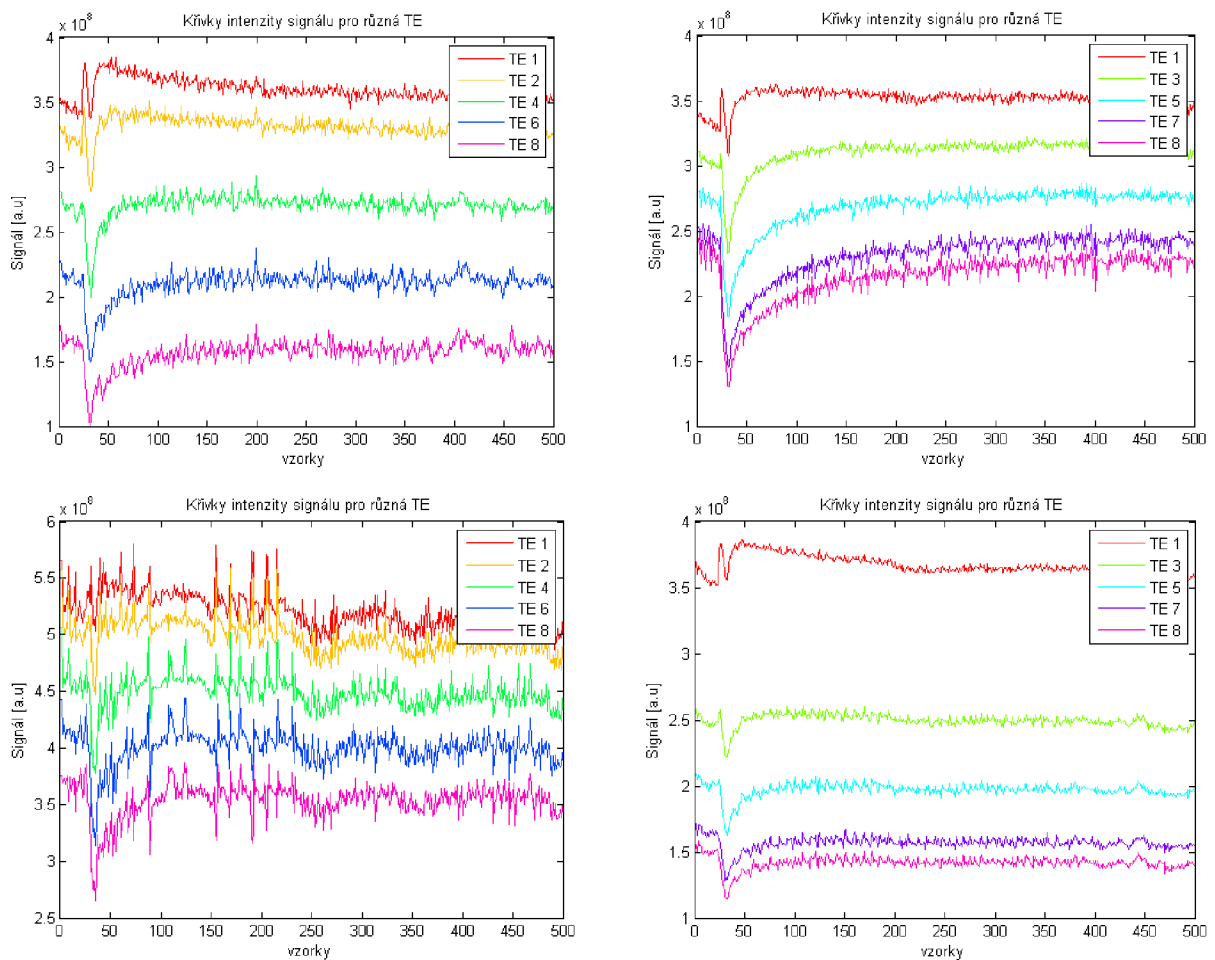 Křivky intenzity signálu pro různá TE
x 10^8
4
3.5
3
2.5
2
1.5
1
Signál [a.u]
0 50 100 150 200 250 300 350 400 450 500
vzorky
TE 1
TE 2
TE 4
TE 6
TE 8
Křivky intenzity signálu pro různá TE
x 10^8
4
3.5
3
2.5
2
1.5
1
Signál [a.u]
0 50 100 150 200 250 300 350 400 450 500
vzorky
TE 1
TE 3
TE 5
TE 7
TE 8
Křivky intenzity signálu pro různá TE
x 10^8
6
5.5
5
4.5
4
3.5
3
2.5
Signál [a.u]
0 50 100 150 200 250 300 350 400 450 500
vzorky
TE 1
TE 2
TE 4
TE 6
TE 8
Křivky intenzity signálu pro různá TE
x 10^8
4
3.5
3
2.5
2
1.5
1
Signál [a.u]
0 50 100 150 200 250 300 350 400 450 500
vzorky
TE 1
TE 3
TE 5
TE 7
TE 8